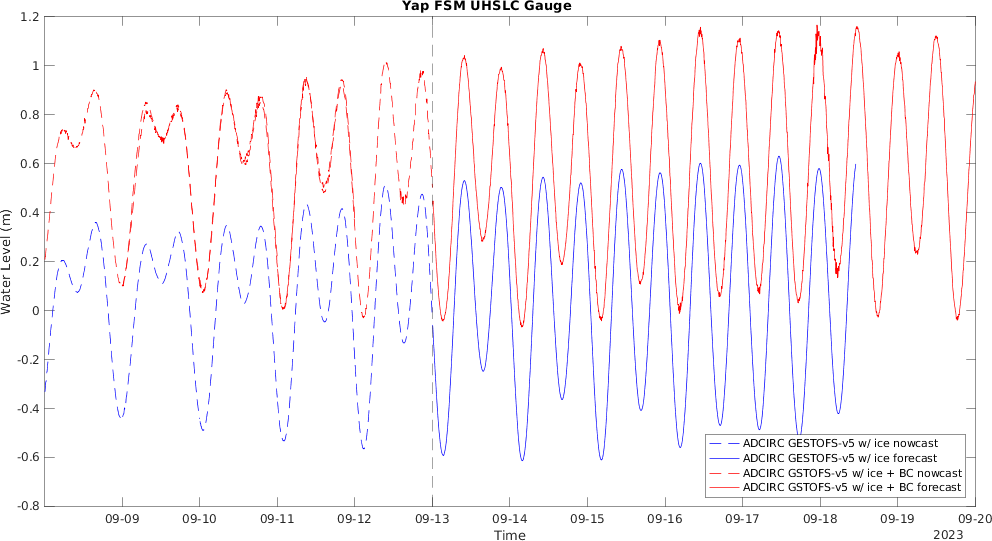 Yap FSM UHSLC Gauge
1.2
1
0.8
0.6
0.4
0.2
0
-0.2
-0.4
-0.6
-0.8
Water Level (m)
ADCIRC GESTOFS-v5 w/ ice nowcast
ADCIRC GESTOFS-v5 w/ ice forecast
ADCIRC GSTOFS-v5 w/ ice + BC nowcast
ADCIRC GSTOFS-v5 w/ ice + BC forecast
09-09 09-10 09-11 09-12 09-13 09-14 09-15 09-16 09-17 09-18 09-19 09-20
Time
2023